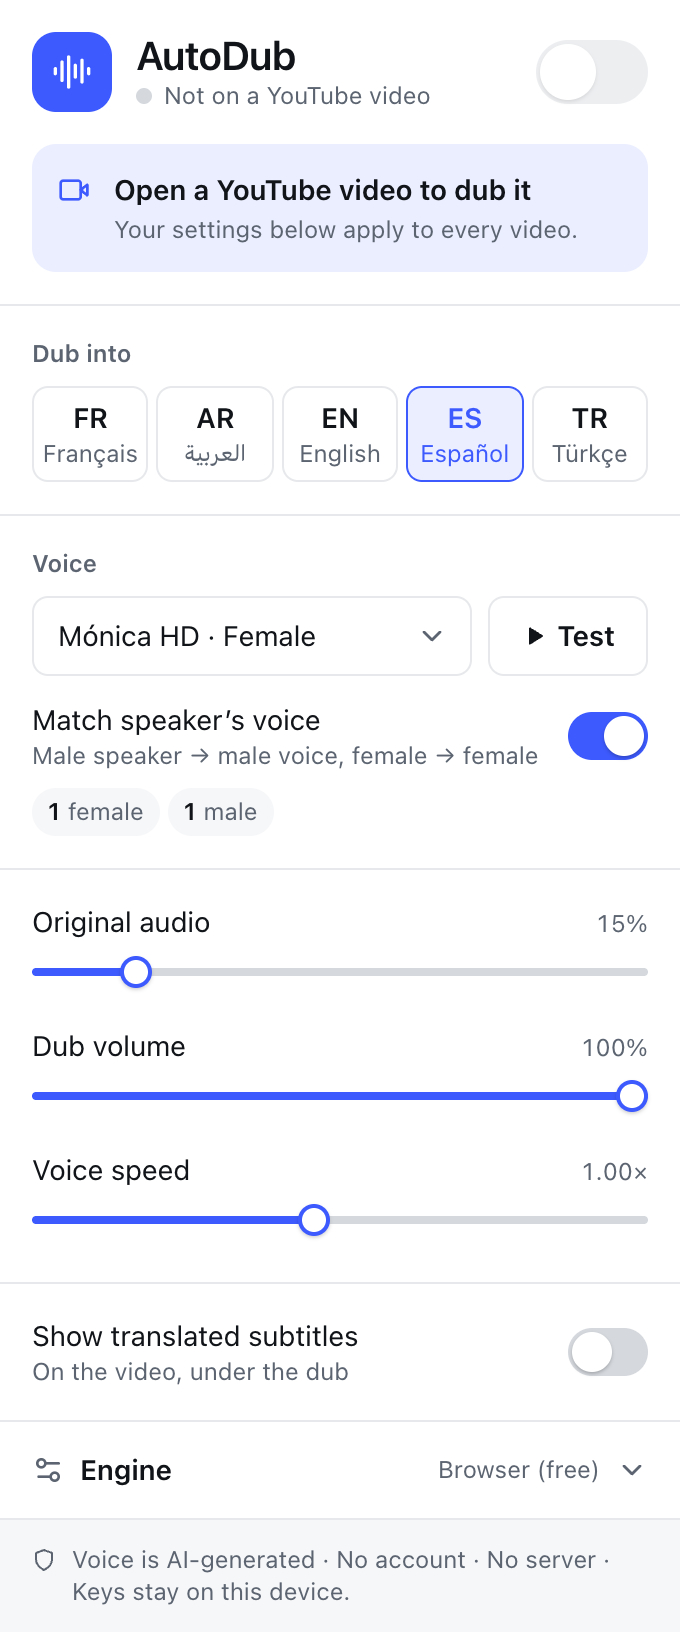 AutoDub
Not on a YouTube video
Open a YouTube video to dub it
Your settings below apply to every video.
Dub into
FR
Français
AR
العربية
EN
English
ES
Español
TR
Türkçe
Voice
Mónica HD · Female
Test
Match speaker’s voice
Male speaker → male voice, female → female
1 female
1 male
Original audio
15%
Dub volume
100%
Voice speed
1.00×
Show translated subtitles
On the video, under the dub
Engine
Browser (free)
Voice is AI-generated · No account · No server ·
Keys stay on this device.